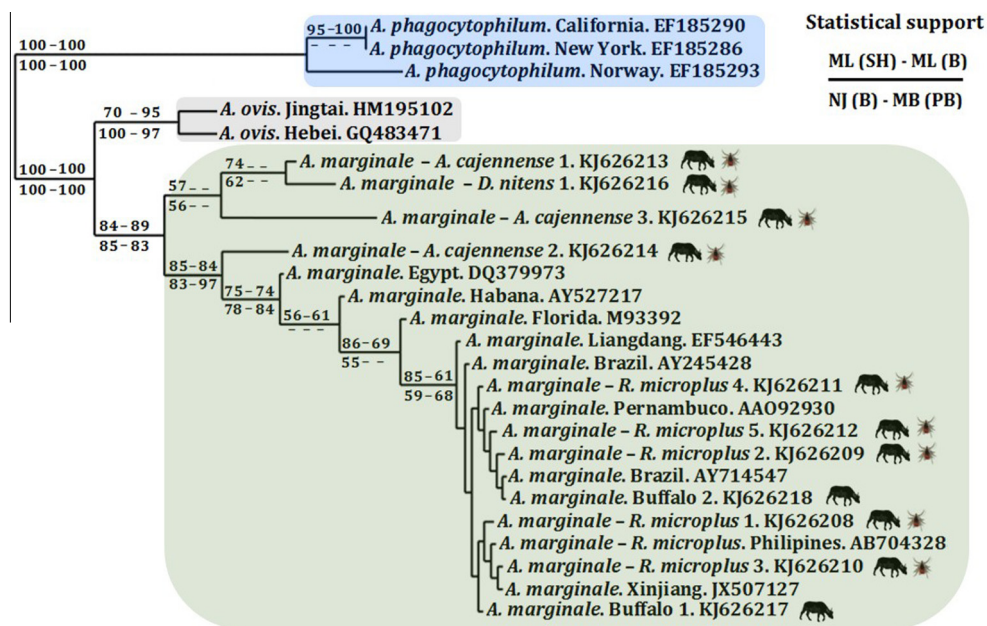 Statistical support
ML (SH) - ML (B)
NJ (B) - MB (PB)
100-100
100-100
95-100
- - -
A. phagocytophilum. California. EF185290
A. phagocytophilum. New York. EF185286
A. phagocytophilum. Norway. EF185293
70 - 95
100 - 97
A. ovis. Jingtai. HM195102
A. ovis. Hebei. GQ483471
100-100
100-100
84-89
85-83
57- -
56- -
74- -
62- -
A. marginale – A. cajennense 1. KJ626213
A. marginale – D. nitens 1. KJ626216
A. marginale – A. cajennense 3. KJ626215
85-84
83-97
A. marginale – A. cajennense 2. KJ626214
75-74
78-84
A. marginale. Egypt. DQ379973
56-61
- - -
A. marginale. Habana. AY527217
86-69
55- -
A. marginale. Florida. M93392
85-61
59-68
A. marginale. Liangdang. EF546443
A. marginale. Brazil. AY245428
A. marginale – R. microplus 4. KJ626211
A. marginale. Pernambuco. AAO92930
A. marginale – R. microplus 5. KJ626212
A. marginale – R. microplus 2. KJ626209
A. marginale. Brazil. AY714547
A. marginale. Buffalo 2. KJ626218
A. marginale – R. microplus 1. KJ626208
A. marginale – R. microplus. Philipines. AB704328
A. marginale – R. microplus 3. KJ626210
A. marginale. Xinjiang. JX507127
A. marginale. Buffalo 1. KJ626217